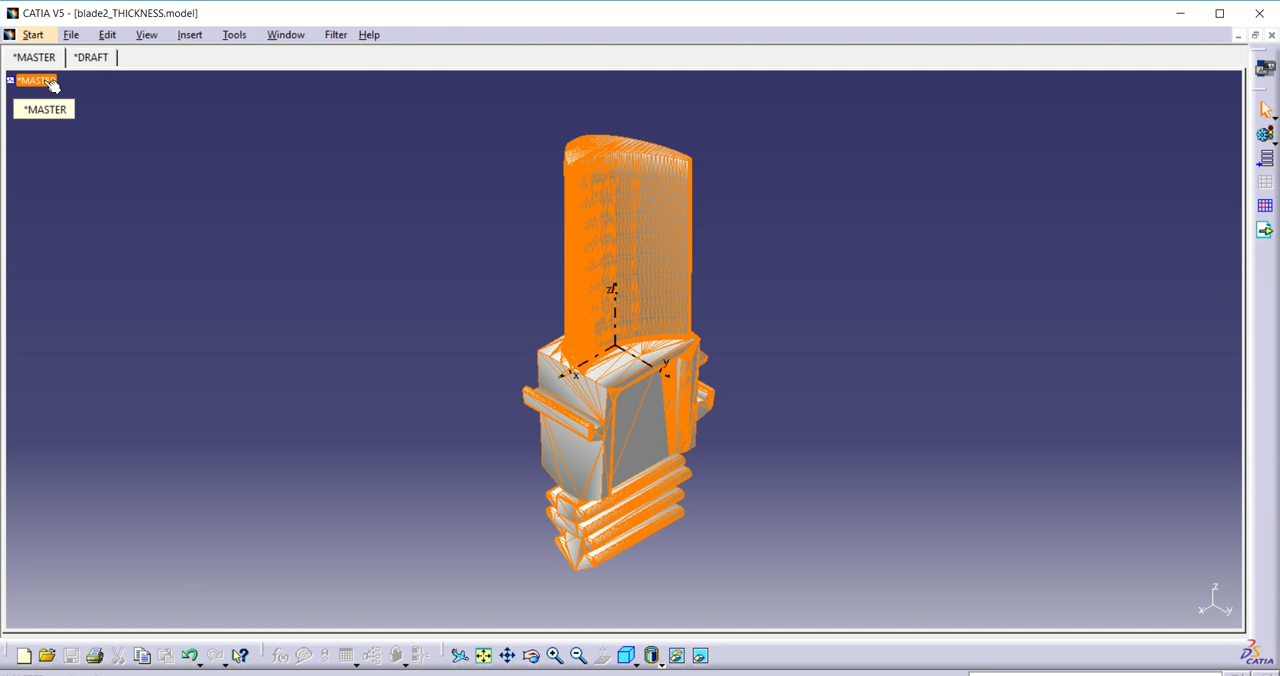 CATIA V5 - [blade2_THICKNESS.model]
Start File Edit View Insert Tools Window Filter Help
*MASTER *DRAFT
*MASTER
*MASTER
z
x y
z
x y
f(x)
CATIA